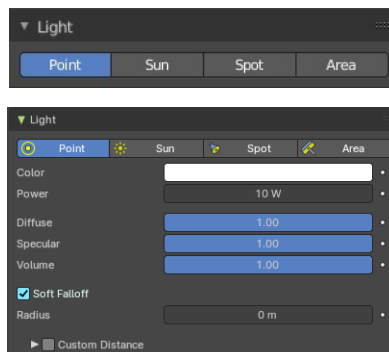 Light
Point Sun Spot Area
Light
Point Sun Spot Area
Color
Power 10 W
Diffuse 1.00
Specular 1.00
Volume 1.00
Soft Falloff
Radius 0 m
Custom Distance